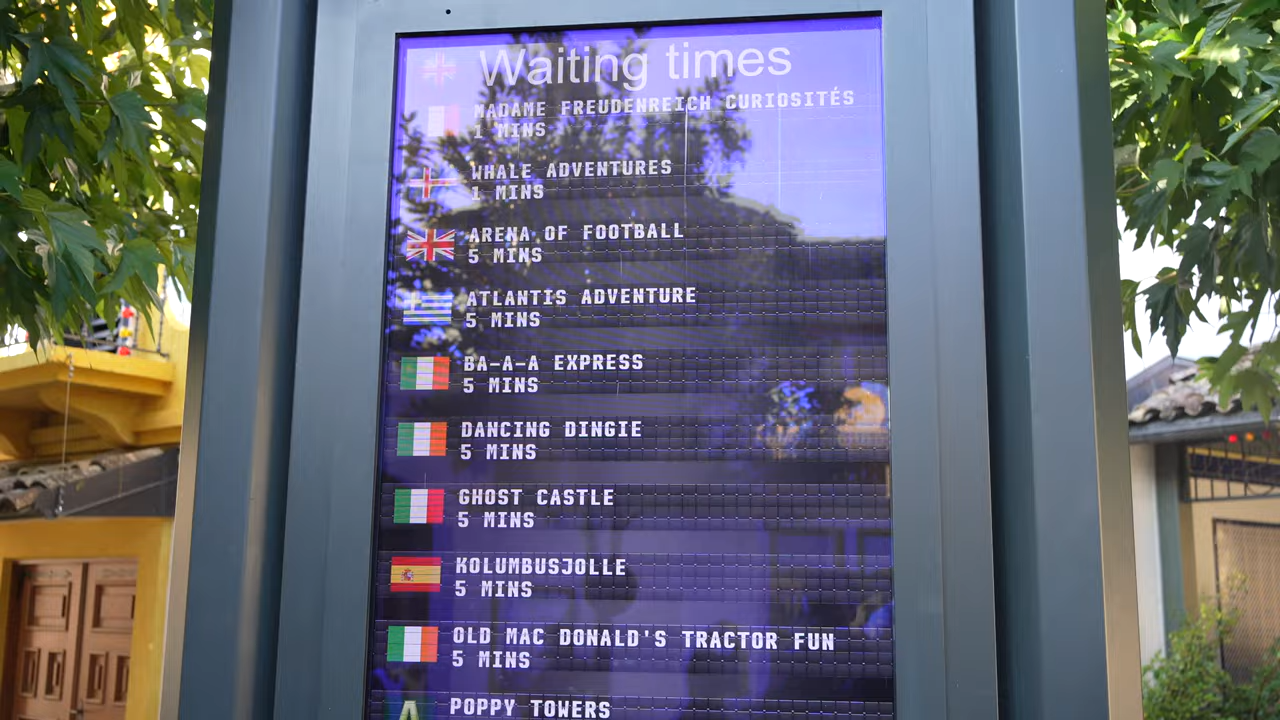 Waiting times
MADAME FREUDENREICH CURIOSITÉS
1 MINS
WHALE ADVENTURES
1 MINS
ARENA OF FOOTBALL
5 MINS
ATLANTIS ADVENTURE
5 MINS
BA-A-A EXPRESS
5 MINS
DANCING DINGIE
5 MINS
GHOST CASTLE
5 MINS
KOLUMBUSJOLLE
5 MINS
OLD MAC DONALD'S TRACTOR FUN
5 MINS
POPPY TOWERS